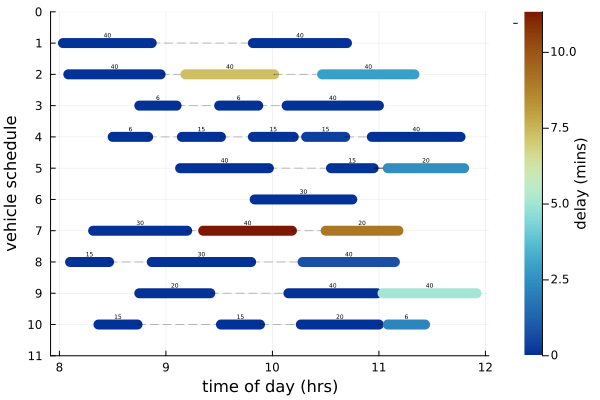 0
1 40 40
2 40 40 40
3 6 6 40
4 6 15 15 15 40
5 40 15 20
6 30
7 30 40 20
8 15 30 40
9 20 40 40
10 15 15 20 6
11
8 9 10 11 12
time of day (hrs)
vehicle schedule
10.0
7.5
5.0
2.5
0
delay (mins)